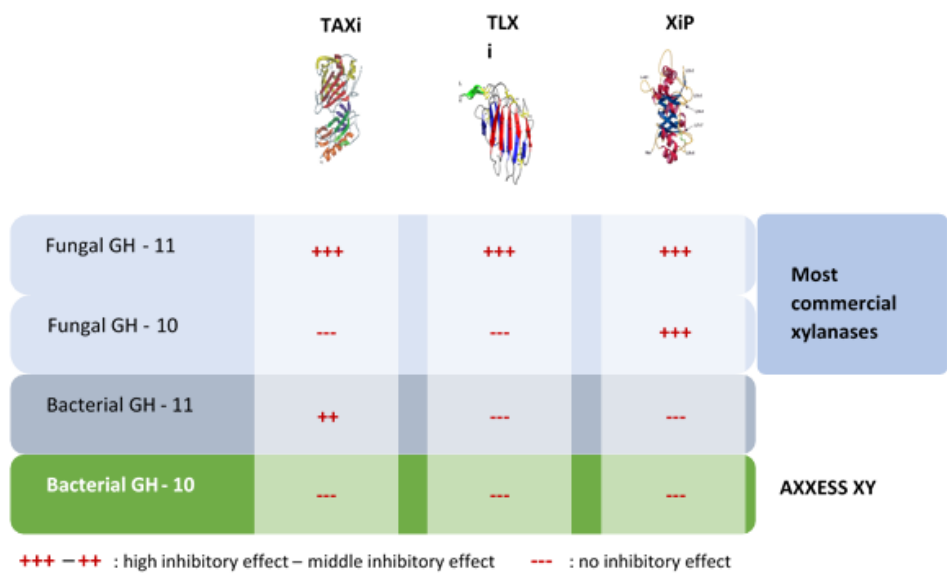 TAXi
TLX
i
XiP
Fungal GH - 11
+++
+++
+++
Most
commercial
xylanases
Fungal GH - 10
---
---
+++
Bacterial GH - 11
++
---
---
Bacterial GH - 10
---
---
---
AXXESS XY
+++ – ++ : high inhibitory effect – middle inhibitory effect --- : no inhibitory effect